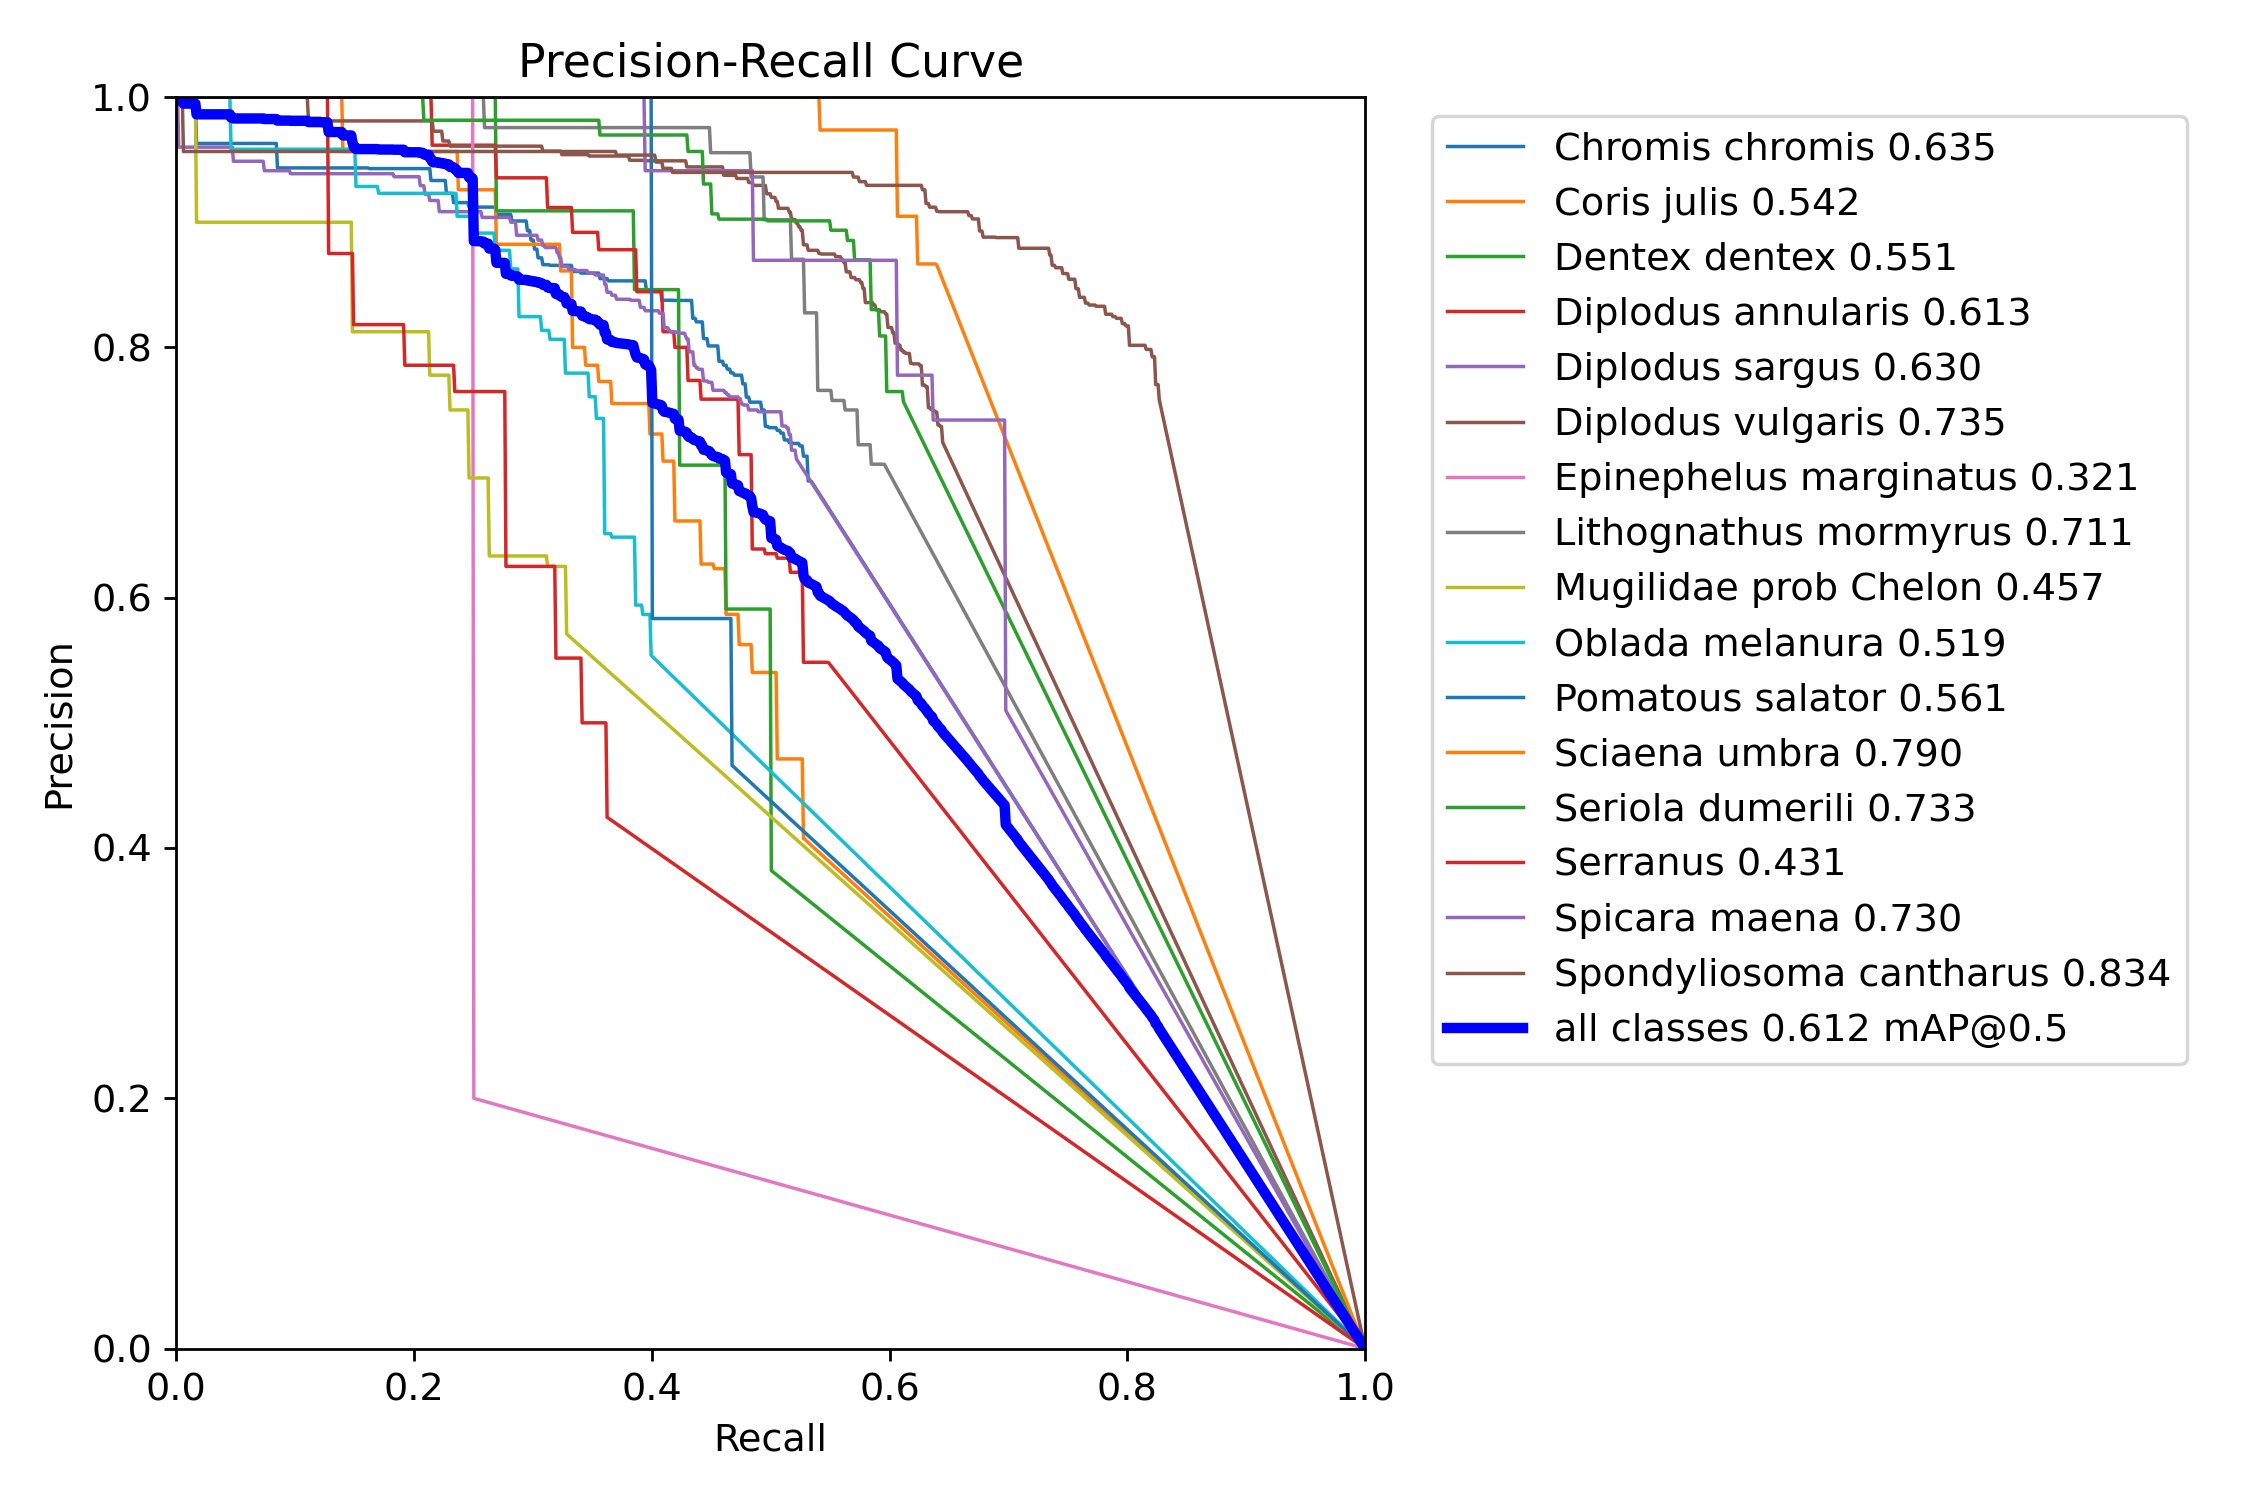 Precision-Recall Curve
1.0
0.8
0.6
0.4
0.2
0.0
Precision
0.0 0.2 0.4 0.6 0.8 1.0
Recall
Chromis chromis 0.635
Coris julis 0.542
Dentex dentex 0.551
Diplodus annularis 0.613
Diplodus sargus 0.630
Diplodus vulgaris 0.735
Epinephelus marginatus 0.321
Lithognathus mormyrus 0.711
Mugilidae prob Chelon 0.457
Oblada melanura 0.519
Pomatous salator 0.561
Sciaena umbra 0.790
Seriola dumerili 0.733
Serranus 0.431
Spicara maena 0.730
Spondyliosoma cantharus 0.834
all classes 0.612 mAP@0.5